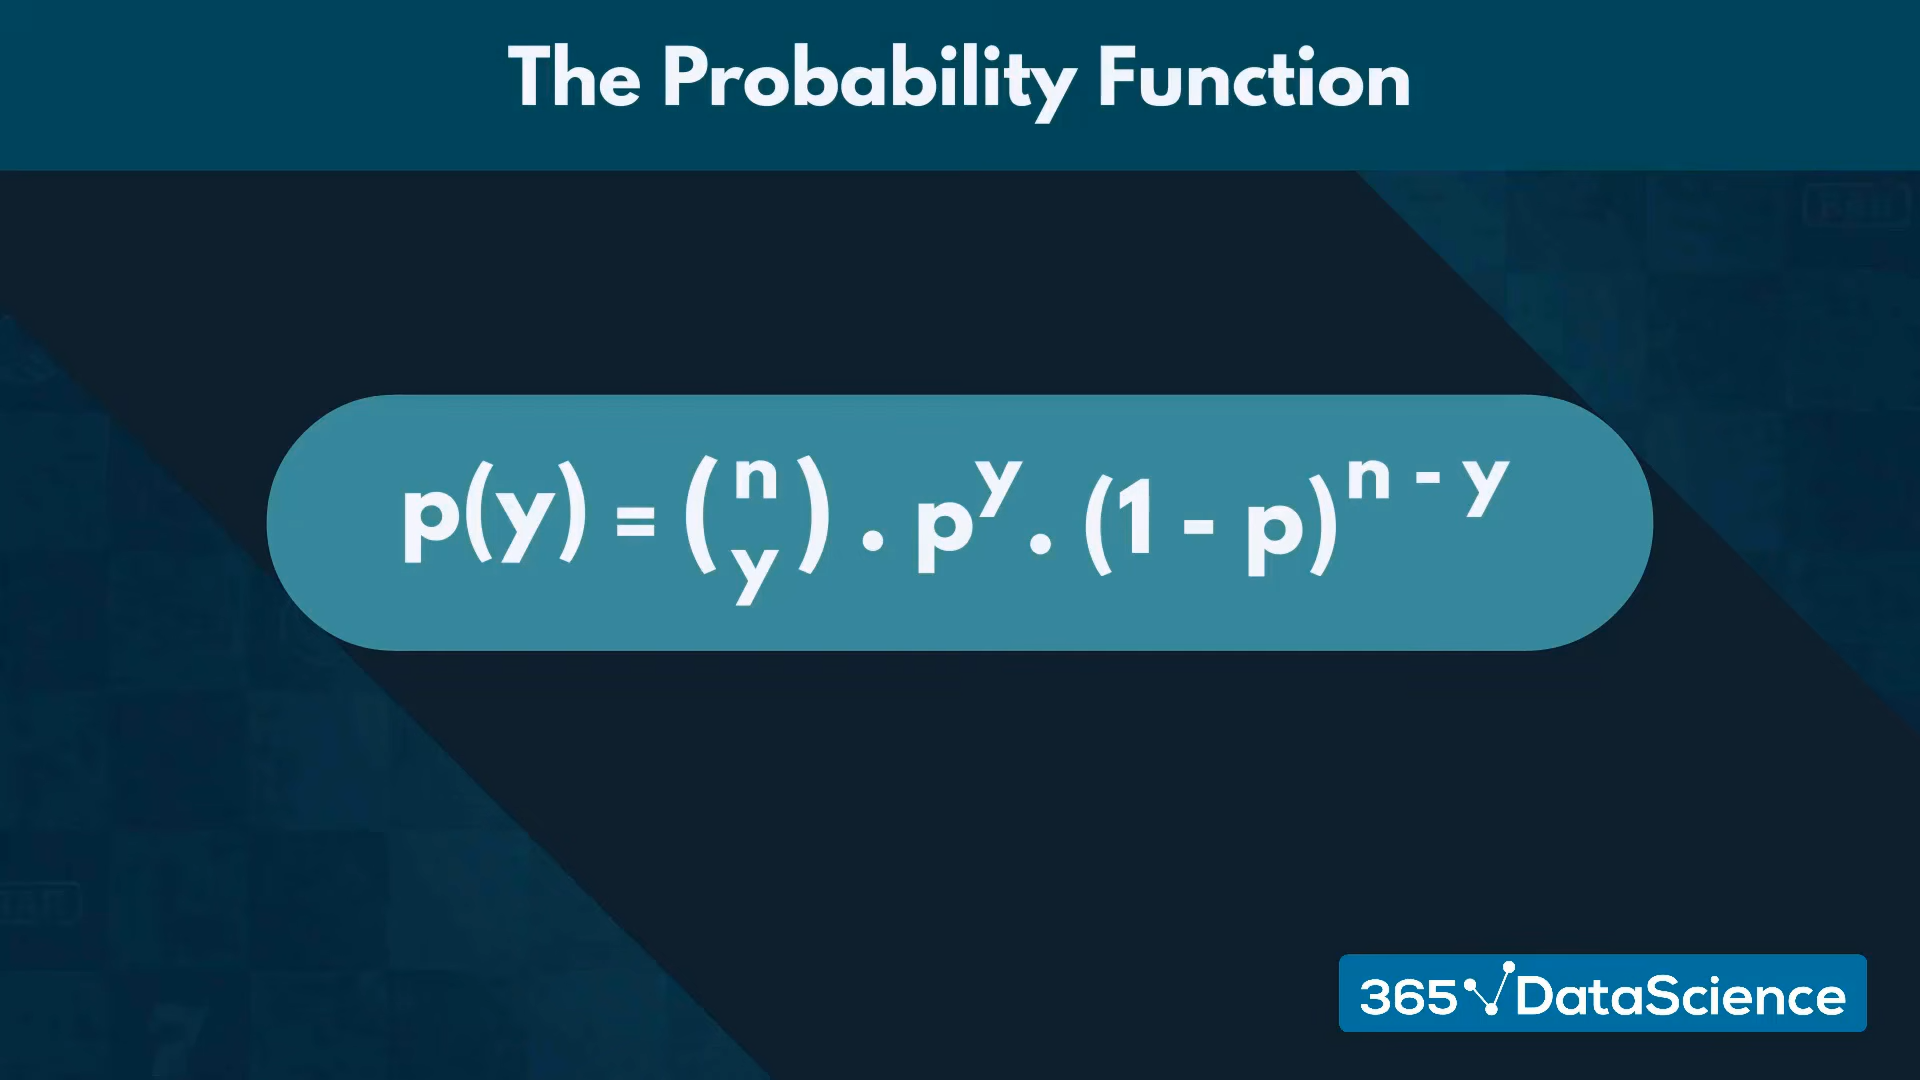 The Probability Function
p(y) = (n y) . p^y . (1 - p)^n - y
365 DataScience